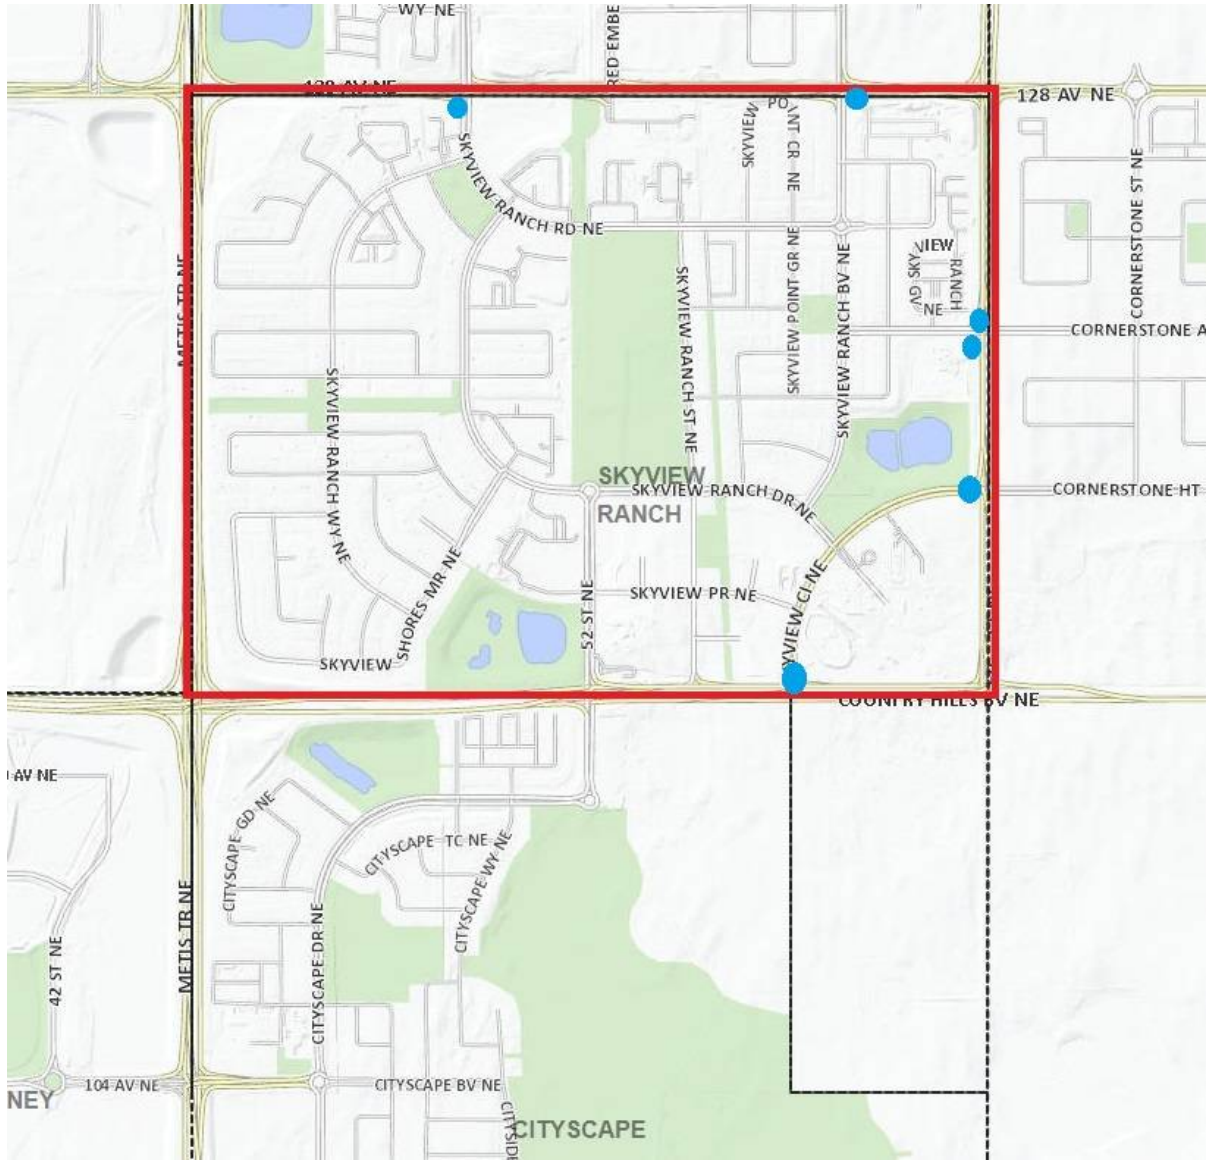 WY NE
RED EMBE
128 AV NE
128 AV NE
METIS TR NE
SKYVIEW RANCH RD NE
SKYVIEW
PO
NT CR NE
CORNERSTONE ST NE
SKYVIEW POINT GR NE
SKYVIEW RANCH BV NE
VIEW
RANCH
SKYS GV
NE
CORNERSTONE A
SKYVIEW RANCH ST NE
SKYVIEW RANCH WY NE
SKYVIEW
RANCH
SKYVIEW RANCH DR NE
CORNERSTONE HT
SHORES MR NE
SKYVIEW
52 ST NE
SKYVIEW PR NE
YVIEW CI NE
COUNTRY HILLS BV NE
AV NE
CITYSCAPE GD NE
CITYSCAPE TC NE
CITYSCAPE WY NE
METIS TR NE
42 ST NE
CITYSCAPE DR NE
104 AV NE
CITYSCAPE BV NE
NEY
CITYSID
CITYSCAPE